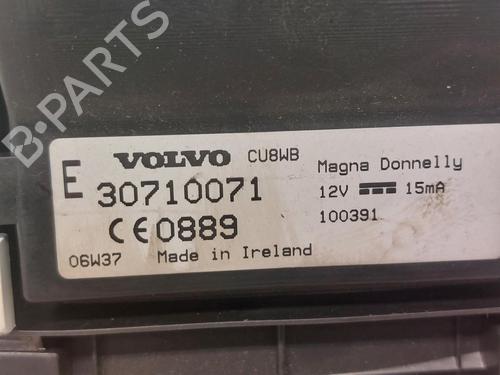 B-PARTS
VOLVO CU8WB Magna Donnelly
E 30710071 12V 15mA
CE0889 100391
06W37 Made in Ireland